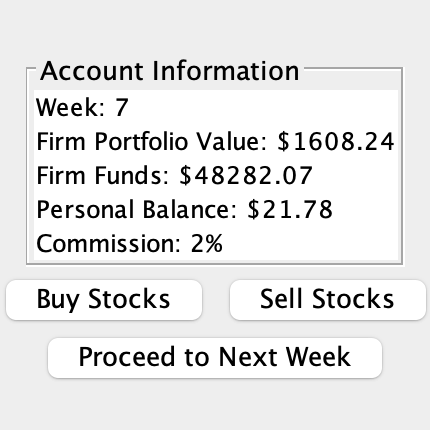 Account Information
Week: 7
Firm Portfolio Value: $1608.24
Firm Funds: $48282.07
Personal Balance: $21.78
Commission: 2%
Buy Stocks
Sell Stocks
Proceed to Next Week